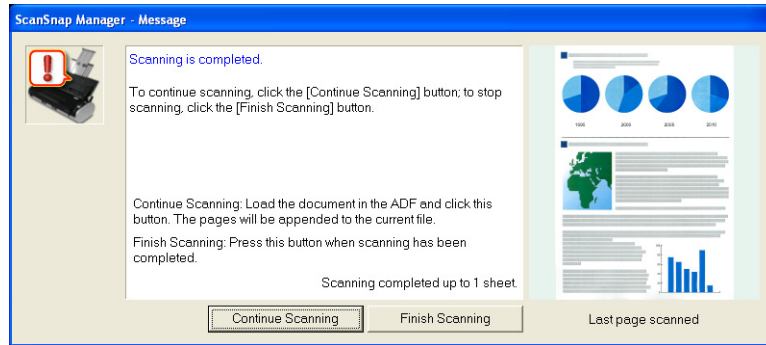 ScanSnap Manager - Message
Scanning is completed.
To continue scanning, click the [Continue Scanning] button; to stop
scanning, click the [Finish Scanning] button.
Continue Scanning: Load the document in the ADF and click this
button. The pages will be appended to the current file.
Finish Scanning: Press this button when scanning has been
completed.
Scanning completed up to 1 sheet.
Continue Scanning
Finish Scanning
Last page scanned